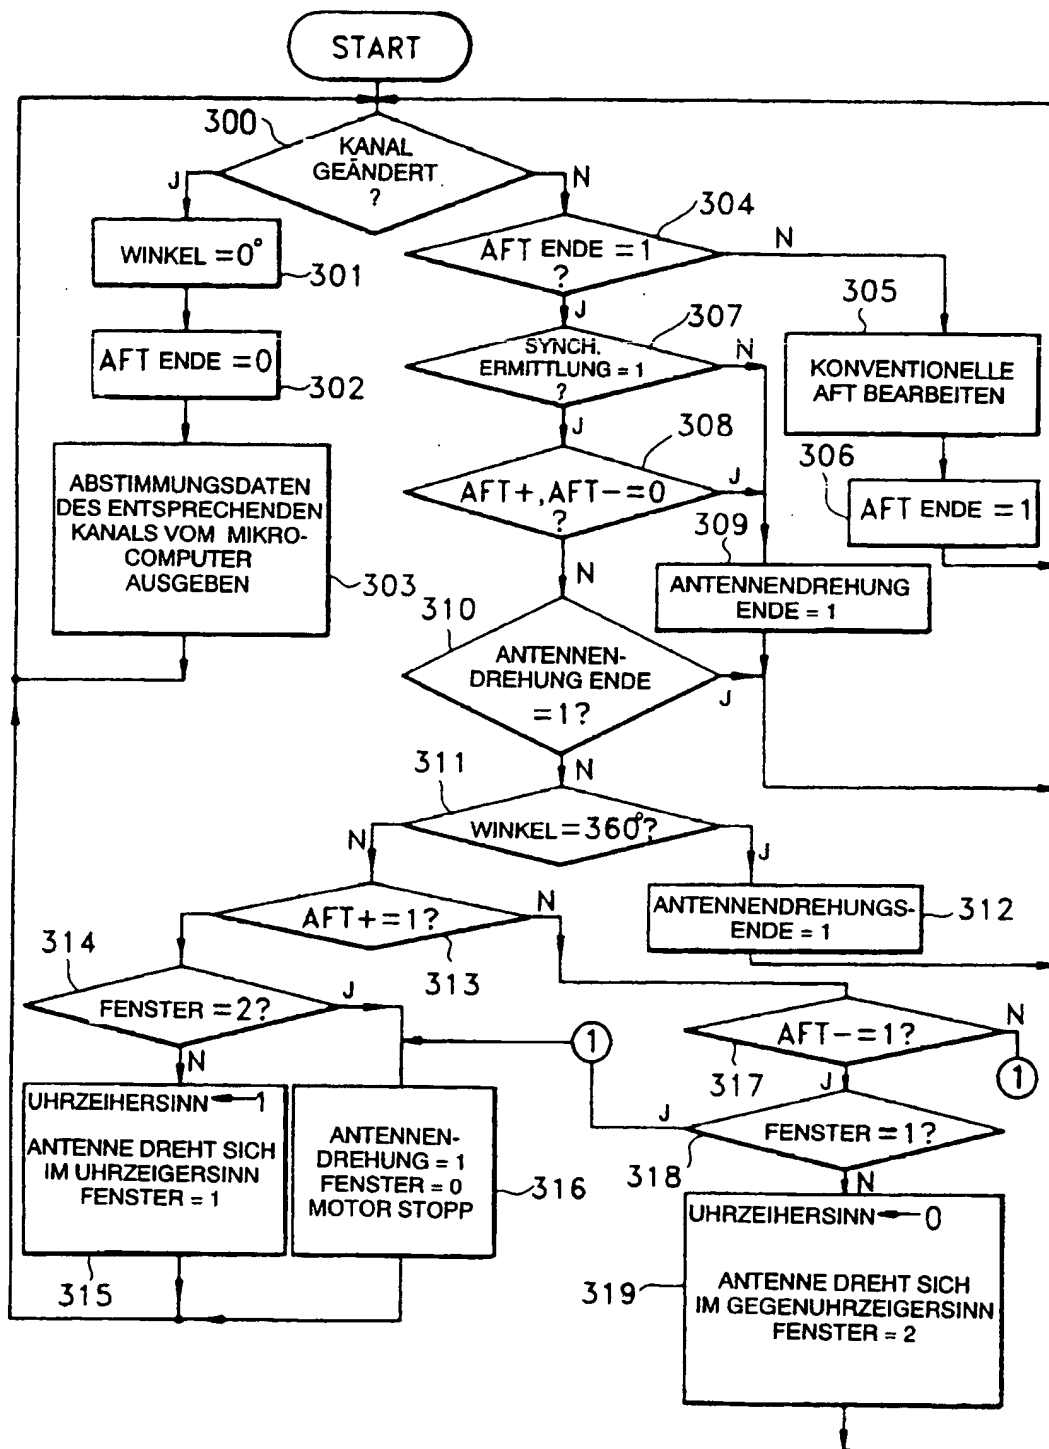 START
300
KANAL
GEÄNDERT
?
J
N
304
WINKEL = 0°
301
AFT ENDE = 1
?
N
J
305
307
AFT ENDE = 0
302
SYNCH.
ERMITTLUNG = 1
?
N
J
KONVENTIONELLE
AFT BEARBEITEN
308
306
ABSTIMMUNGSDATEN
DES ENTSPRECHENDEN
KANALS VOM MIKRO-
COMPUTER
AUSGEBEN
303
AFT+, AFT- = 0
?
J
N
AFT ENDE = 1
309
ANTENNENDREHUNG
ENDE = 1
310
ANTENNEN-
DREHUNG ENDE
= 1?
J
N
311
WINKEL = 360°?
N
J
AFT+ = 1?
N
313
ANTENNENDREHUNGS-
ENDE = 1
312
314
FENSTER = 2?
J
N
1
AFT- = 1?
N
317
J
1
UHRZEIHERSINN ← 1
ANTENNE DREHT SICH
IM UHRZEIGERSINN
FENSTER = 1
315
ANTENNEN-
DREHUNG = 1
FENSTER = 0
MOTOR STOPP
316
J
FENSTER = 1?
318
N
UHRZEIHERSINN ← 0
ANTENNE DREHT SICH
IM GEGENUHRZEIGERSINN
FENSTER = 2
319